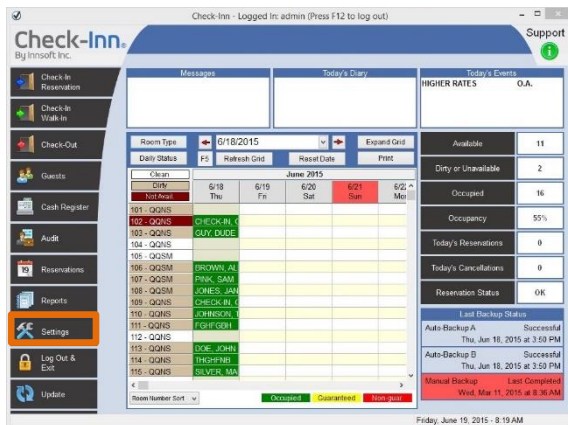 Check-Inn - Logged In: admin (Press F12 to log out)
Check-Inn®
By Innsoft Inc.
Support
i
Check-In
Reservation
Check-In
Walk-In
Check-Out
Guests
Cash Register
Audit
19
Reservations
Reports
Settings
Log Out &
Exit
Update
Messages
Today's Diary
Today's Events
HIGHER RATES O.A.
Room Type
6/18/2015
Expand Grid
Daily Status
F5
Refresh Grid
Reset Date
Print
Clean
Dirty
Not Avail.
June 2015
6/18 6/19 6/20 6/21 6/22
Thu Fri Sat Sun Mon
101 - QQNS
102 - QQNS CHECK-IN, C
103 - QQNS GUY, DUDE
104 - QQNS
105 - QQSM
106 - QQSM BROWN, AL
107 - QQSM PINK, SAM
108 - QQSM JONES, JAN
109 - QQNS CHECK-IN, C
110 - QQNS JOHNSON, T
111 - QQNS FGHFGBH
112 - QQNS
113 - QQNS DOE, JOHN
114 - QQNS THGHFNB
115 - QQNS SILVER, MA
Room Number Sort
Occupied Guaranteed Non-guar
Available 11
Dirty or Unavailable 2
Occupied 16
Occupancy 55%
Today's Reservations 0
Today's Cancellations 0
Reservation Status OK
Last Backup Status
Auto-Backup A Successful
Thu, Jun 18, 2015 at 3:50 PM
Auto-Backup B Successful
Thu, Jun 18, 2015 at 3:50 PM
Manual Backup Last Completed
Wed, Mar 11, 2015 at 8:36 AM
Friday, June 19, 2015 - 8:19 AM